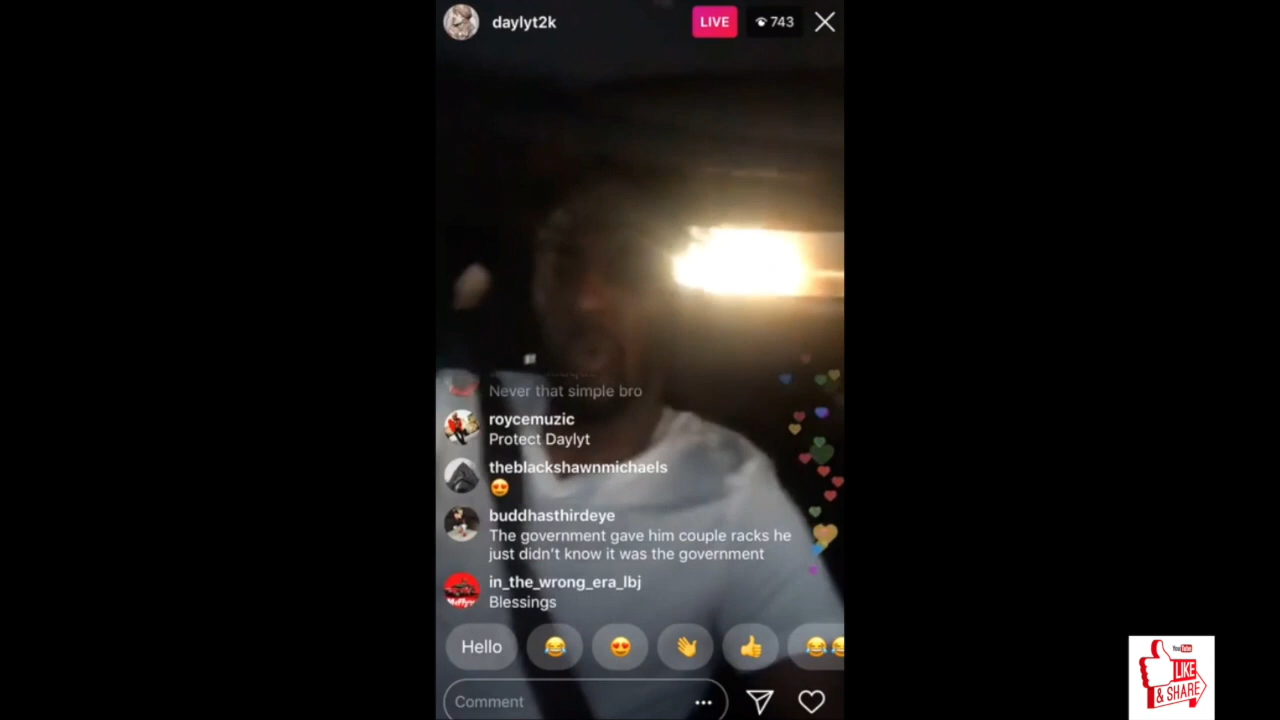 daylyt2k
LIVE
743
Never that simple bro
roycemuzic
Protect Daylyt
theblackshawnmichaels
😍
buddhasthirdeye
The government gave him couple racks he
just didn't know it was the government
in_the_wrong_era_lbj
Blessings
Hello
Comment
YouTube
LIKE
& SHARE